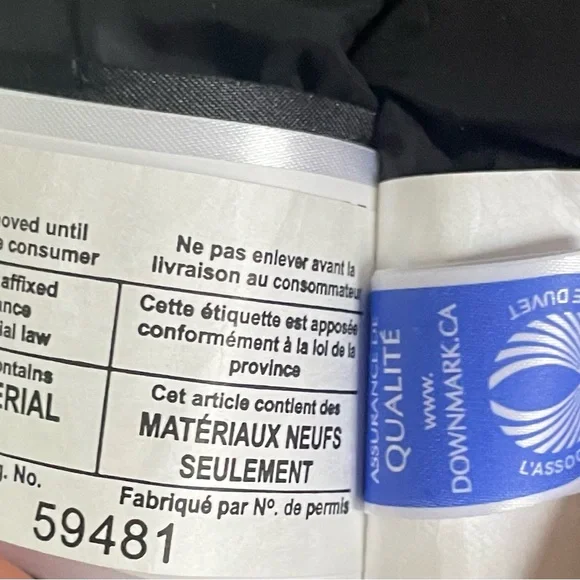 oved until
consumer
Ne pas enlever avant la
livraison au consommateur
affixed
nce
ial law
Cette étiquette est apposée
conformément à la loi de la
province
ntains
ERIAL
Cet article contient des
MATÉRIAUX NEUFS
SEULEMENT
. No.
Fabriqué par Nº. de permis
59481
ASSURANCE DE
QUALITÉ
www.
DOWNMARK.CA
E DUVET
L'ASSOC